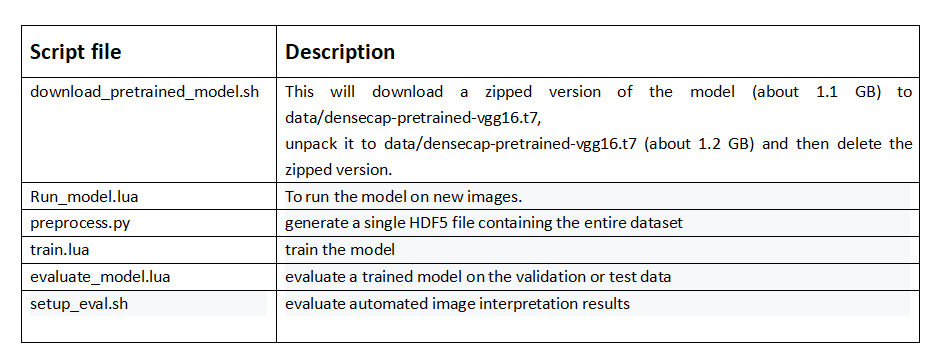 Script file
Description
download_pretrained_model.sh
This will download a zipped version of the model (about 1.1 GB) to
data/densecap-pretrained-vgg16.t7,
unpack it to data/densecap-pretrained-vgg16.t7 (about 1.2 GB) and then delete the
zipped version.
Run_model.lua
To run the model on new images.
preprocess.py
generate a single HDF5 file containing the entire dataset
train.lua
train the model
evaluate_model.lua
evaluate a trained model on the validation or test data
setup_eval.sh
evaluate automated image interpretation results